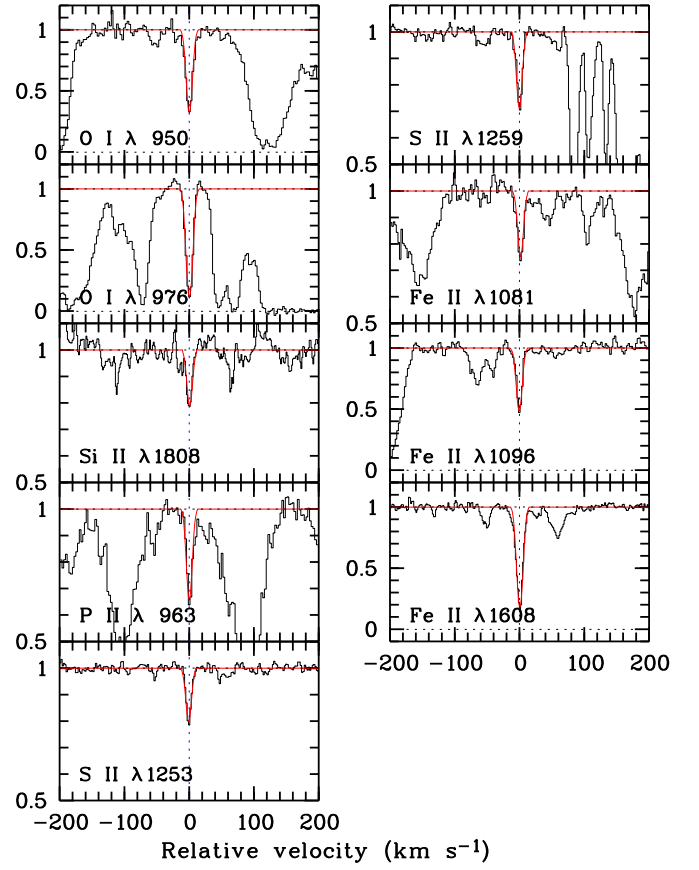 1
0.5
0
O I λ 950
1
0.5
0
O I λ 976
1
0.5
Si II λ1808
1
0.5
P II λ 963
1
0.5
S II λ1253
-200 -100 0 100 200
1
0.5
S II λ1259
1
0.5
Fe II λ1081
1
0.5
0
Fe II λ1096
1
0.5
0
Fe II λ1608
-200 -100 0 100 200
Relative velocity (km s⁻¹)